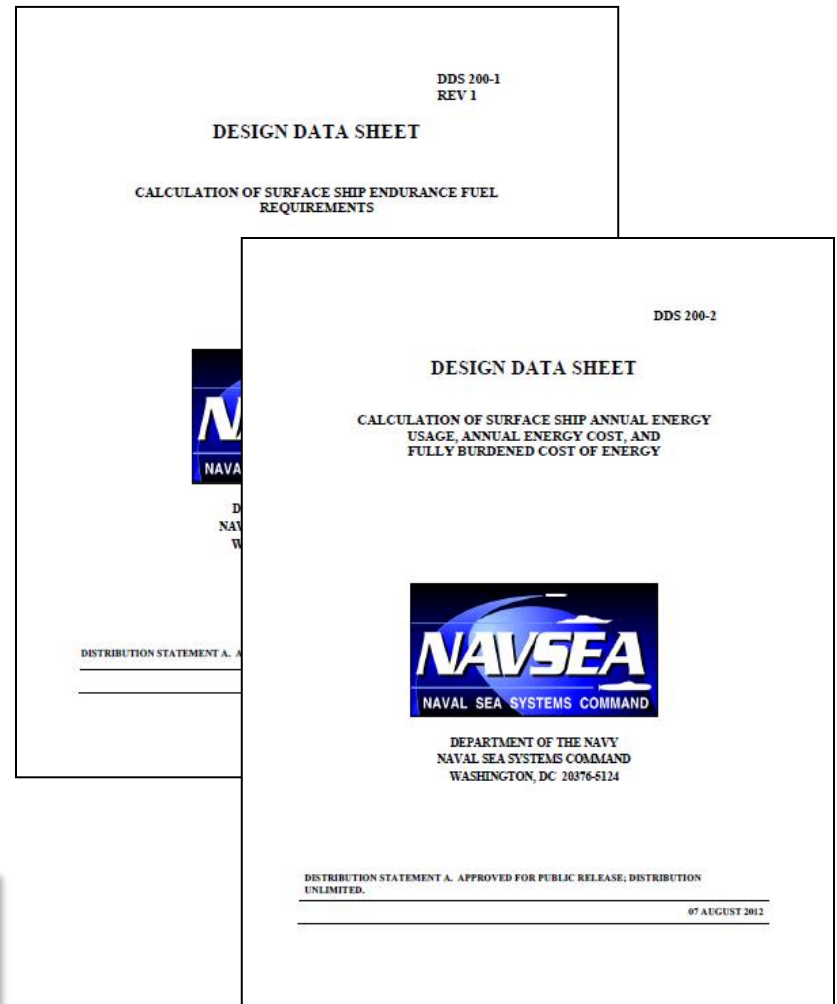 DDS 200-1
REV 1
DESIGN DATA SHEET
CALCULATION OF SURFACE SHIP ENDURANCE FUEL
REQUIREMENTS
NAVA
DISTRIBUTION STATEMENT A. A
DDS 200-2
DESIGN DATA SHEET
CALCULATION OF SURFACE SHIP ANNUAL ENERGY
USAGE, ANNUAL ENERGY COST, AND
FULLY BURDENED COST OF ENERGY
NAVSEA
NAVAL SEA SYSTEMS COMMAND
DEPARTMENT OF THE NAVY
NAVAL SEA SYSTEMS COMMAND
WASHINGTON, DC 20376-5124
DISTRIBUTION STATEMENT A. APPROVED FOR PUBLIC RELEASE; DISTRIBUTION
UNLIMITED.
07 AUGUST 2012